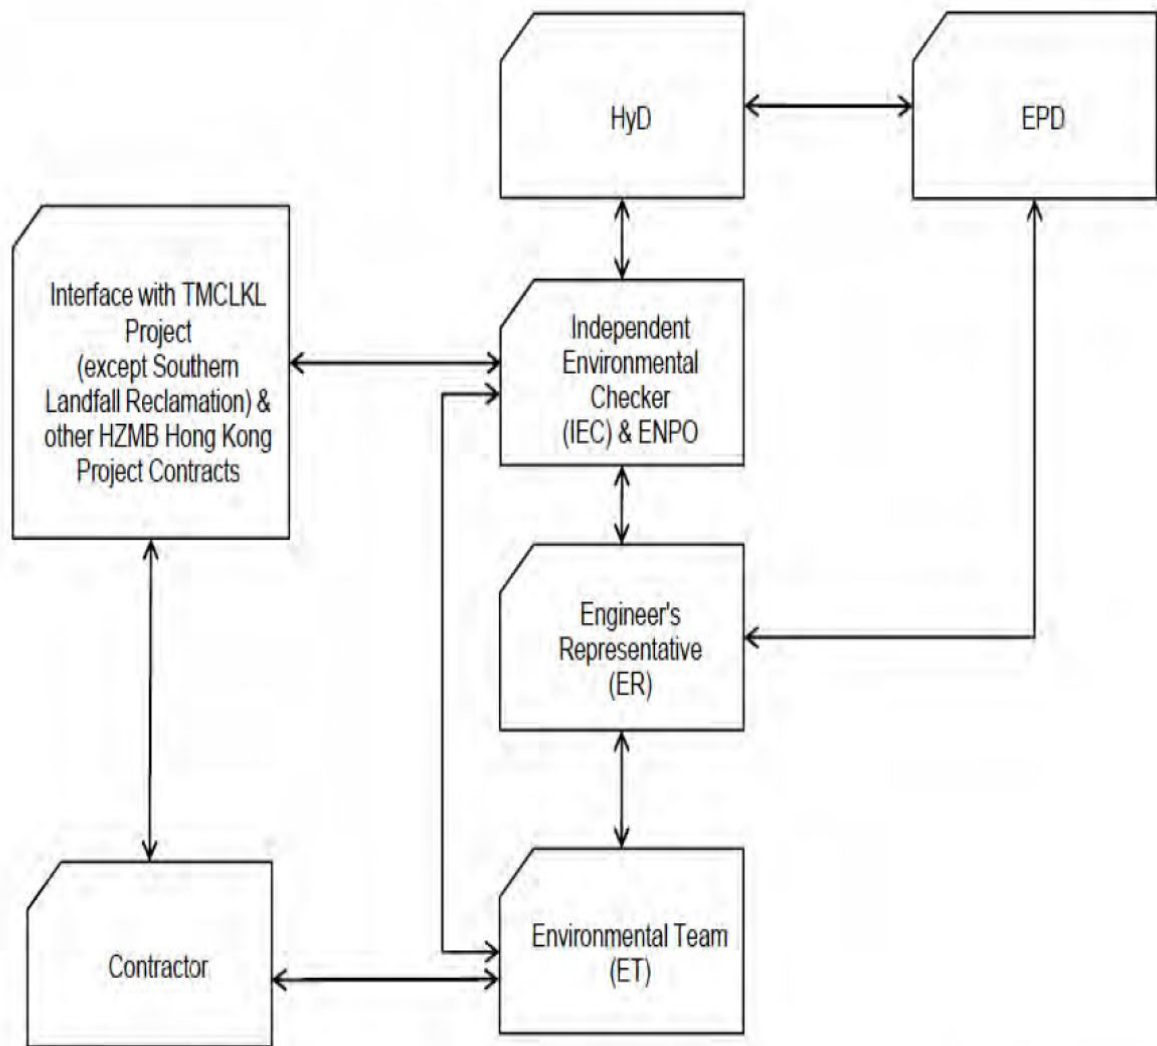 HyD
EPD
Interface with TMCLKL
Project
(except Southern
Landfall Reclamation) &
other HZMB Hong Kong
Project Contracts
Independent
Environmental
Checker
(IEC) & ENPO
Engineer's
Representative
(ER)
Contractor
Environmental Team
(ET)